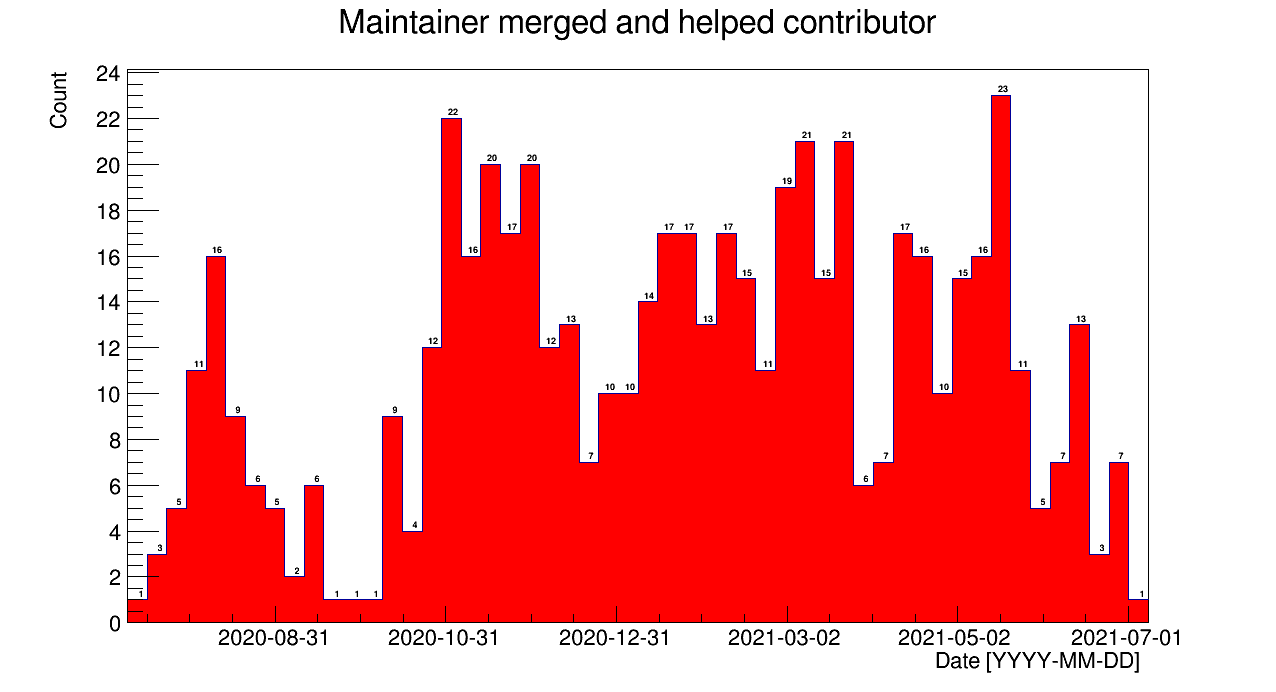 Maintainer merged and helped contributor
Count
24
22
20
18
16
14
12
10
8
6
4
2
0
1 3 5 11 16 9 6 5 2 6 1 1 1 9 4 12 22 16 20 17 20 12 13 7 10 10 14 17 17 13 17 15 11 19 21 15 21 6 7 17 16 10 15 16 23 11 5 7 13 3 7 1
2020-08-31 2020-10-31 2020-12-31 2021-03-02 2021-05-02 2021-07-01
Date [YYYY-MM-DD]